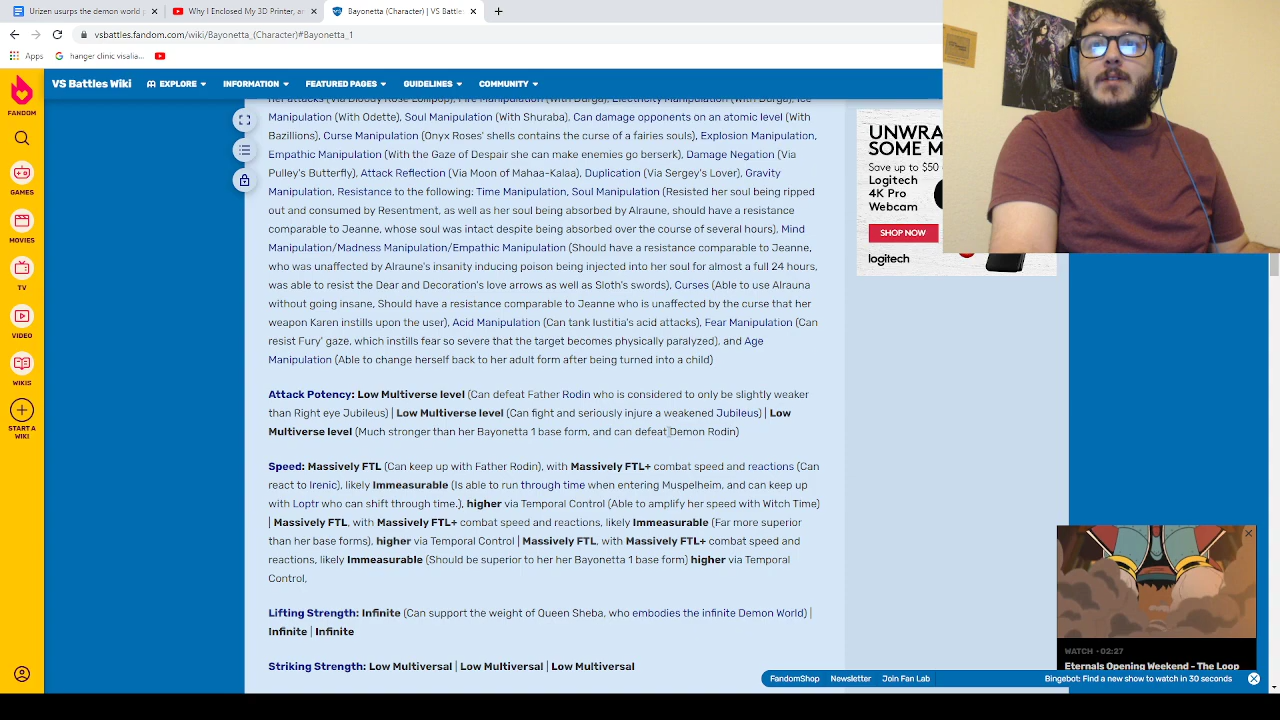 Urizen usurps the demon world
Why I Enclosed My 3D Printer, ar
Bayonetta (Character) | VS Battle
vsbattles.fandom.com/wiki/Bayonetta_(Character)#Bayonetta_1
Apps
hanger clinic visalia...
FANDOM
GAMES
MOVIES
TV
VIDEO
WIKIS
START A
WIKI
VS Battles Wiki
EXPLORE
INFORMATION
FEATURED PAGES
GUIDELINES
COMMUNITY
her attacks (Via Bloody Rose Lollipop), Fire Manipulation (With Durga), Electricity Manipulation (With Durga), Ice
Manipulation (With Odette), Soul Manipulation (With Shuraba), Can damage opponents on an atomic level (With
Bazillions), Curse Manipulation (Onyx Roses' shells contains the curse of a fairies souls), Explosion Manipulation,
Empathic Manipulation (With the Gaze of Despair she can make enemies go berserk), Damage Negation (Via
Pulley's Butterfly), Attack Reflection (Via Moon of Mahaa-Kalaa), Duplication (Via Sergey's Lover), Gravity
Manipulation, Resistance to the following: Time Manipulation, Soul Manipulation (Resisted her soul being ripped
out and consumed by Resentment, as well as her soul being absorbed by Alraune, should have a resistance
comparable to Jeanne, whose soul was intact despite being absorbed over the course of several hours), Mind
Manipulation/Madness Manipulation/Empathic Manipulation (Should have a resistance comparable to Jeanne,
who was unaffected by Alraune's insanity inducing poison being injected into her soul for almost a full 24 hours,
was able to resist the Dear and Decoration's love arrows as well as Sloth's swords), Curses (Able to use Alrauna
without going insane, Should have a resistance comparable to Jeanne who is unaffected by the curse that her
weapon Karen instills upon the user), Acid Manipulation (Can tank Iustitia's acid attacks), Fear Manipulation (Can
resist Fury' gaze, which instills fear so severe that the target becomes physically paralyzed), and Age
Manipulation (Able to change herself back to her adult form after being turned into a child)
Attack Potency: Low Multiverse level (Can defeat Father Rodin who is considered to only be slightly weaker
than Right eye Jubileus) | Low Multiverse level (Can fight and seriously injure a weakened Jubileus) | Low
Multiverse level (Much stronger than her Bayonetta 1 base form, and can defeat Demon Rodin)
Speed: Massively FTL (Can keep up with Father Rodin), with Massively FTL+ combat speed and reactions (Can
react to Irenic), likely Immeasurable (Is able to run through time when entering Muspelheim, and can keep up
with Loptr who can shift through time.), higher via Temporal Control (Able to amplify her speed with Witch Time)
| Massively FTL, with Massively FTL+ combat speed and reactions, likely Immeasurable (Far more superior
than her base forms), higher via Temporal Control | Massively FTL, with Massively FTL+ combat speed and
reactions, likely Immeasurable (Should be superior to her her Bayonetta 1 base form) higher via Temporal
Control,
Lifting Strength: Infinite (Can support the weight of Queen Sheba, who embodies the infinite Demon World) |
Infinite | Infinite
Striking Strength: Low Multiversal | Low Multiversal | Low Multiversal
UNWRA
SOME M
Save up to $50
Logitech
4K Pro
Webcam
SHOP NOW
logitech
WATCH • 02:27
Eternals Opening Weekend - The Loop
FandomShop
Newsletter
Join Fan Lab
Bingebot: Find a new show to watch in 30 seconds